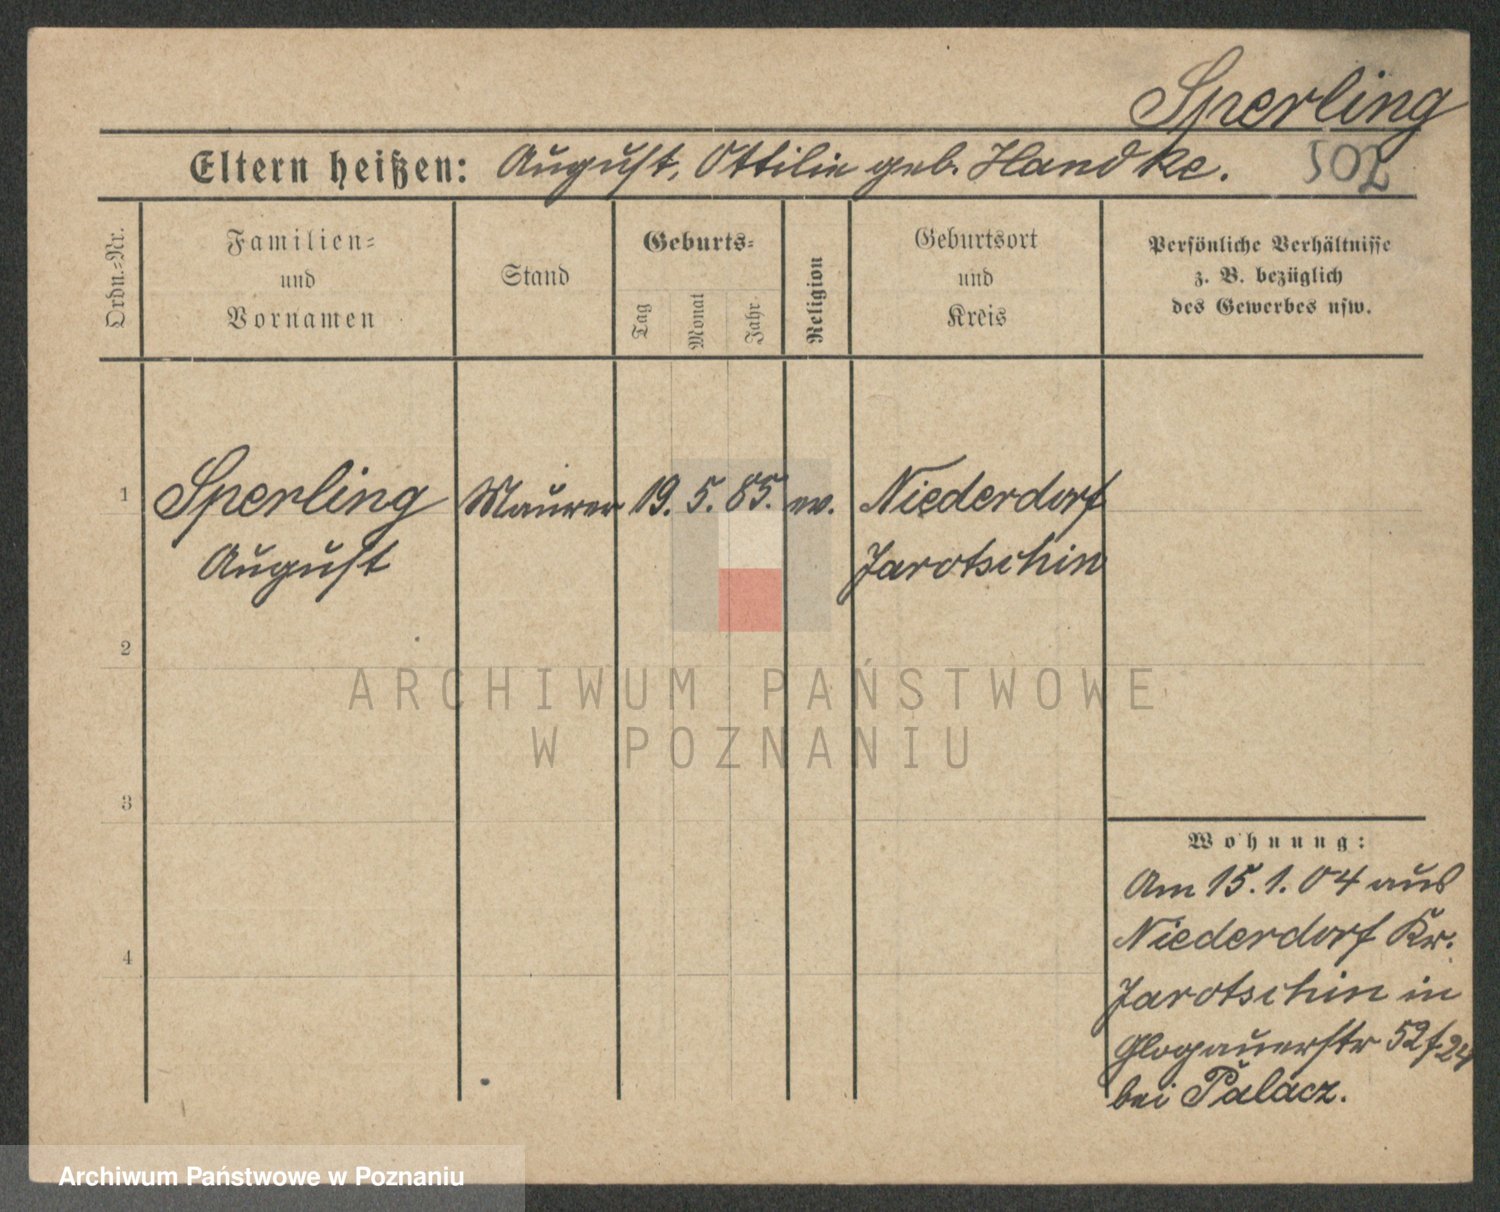 Sperling
Eltern heißen: August, Ottilie geb. Handke.
502
Ordn.=Nr.
Familien=
und
Vornamen
Stand
Geburts=
Tag
Monat
Jahr
Religion
Geburtsort
und
Kreis
Persönliche Verhältnisse
z. B. bezüglich
des Gewerbes usw.
1 Sperling Maurer 19. 5. 85. ev. Niederdorf
August Jarotschin
2
ARCHIWUM PAŃSTWOWE
W POZNANIU
3
Wohnung:
Am 15.1.04 aus
Niederdorf Kr.
Jarotschin in
Glogauerstr 52
bei Palacz.
4
Archiwum Państwowe w Poznaniu